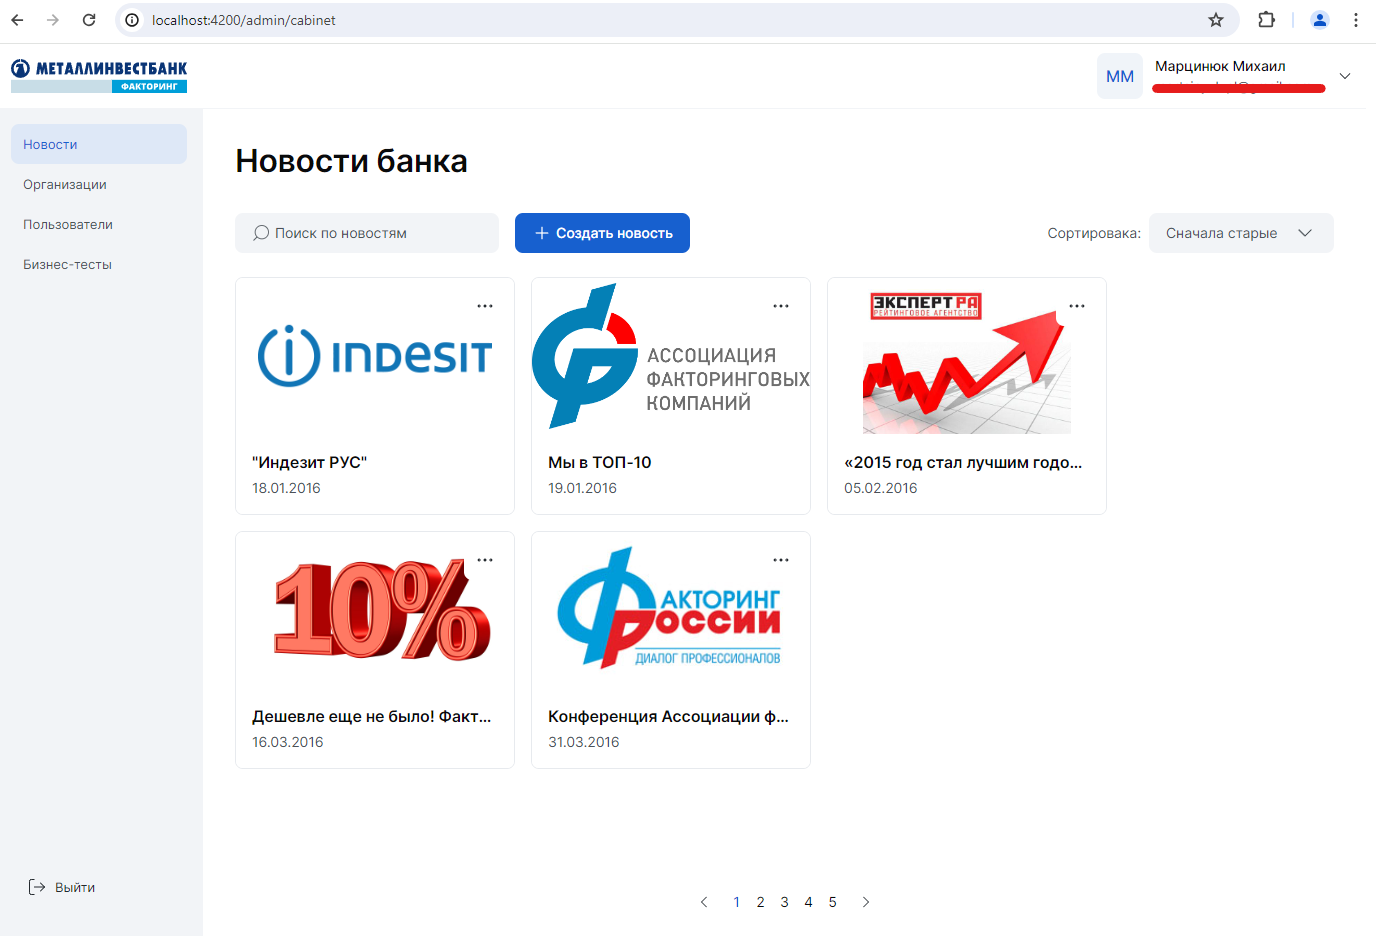 localhost:4200/admin/cabinet
МЕТАЛЛИНВЕСТБАНК
ФАКТОРИНГ
ММ
Марцинюк Михаил
Новости
Организации
Пользователи
Бизнес-тесты
Выйти
Новости банка
Поиск по новостям
Создать новость
Сортировака:
Сначала старые
indesit
"Индезит РУС"
18.01.2016
АССОЦИАЦИЯ
ФАКТОРИНГОВЫХ
КОМПАНИЙ
Мы в ТОП-10
19.01.2016
ЭКСПЕРТ РА
РЕЙТИНГОВОЕ АГЕНТСТВО
«2015 год стал лучшим годо...
05.02.2016
10%
Дешевле еще не было! Факт...
16.03.2016
ФАКТОРИНГ
РОССИИ
ДИАЛОГ ПРОФЕССИОНАЛОВ
Конференция Ассоциации ф...
31.03.2016
1 2 3 4 5